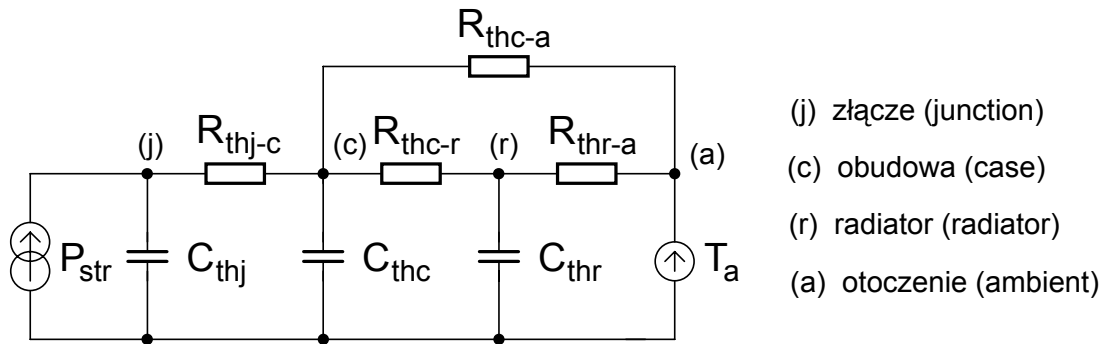 R_thc-a
(j) R_thj-c (c) R_thc-r (r) R_thr-a (a)
P_str C_thj C_thc C_thr T_a
(j) złącze (junction)
(c) obudowa (case)
(r) radiator (radiator)
(a) otoczenie (ambient)